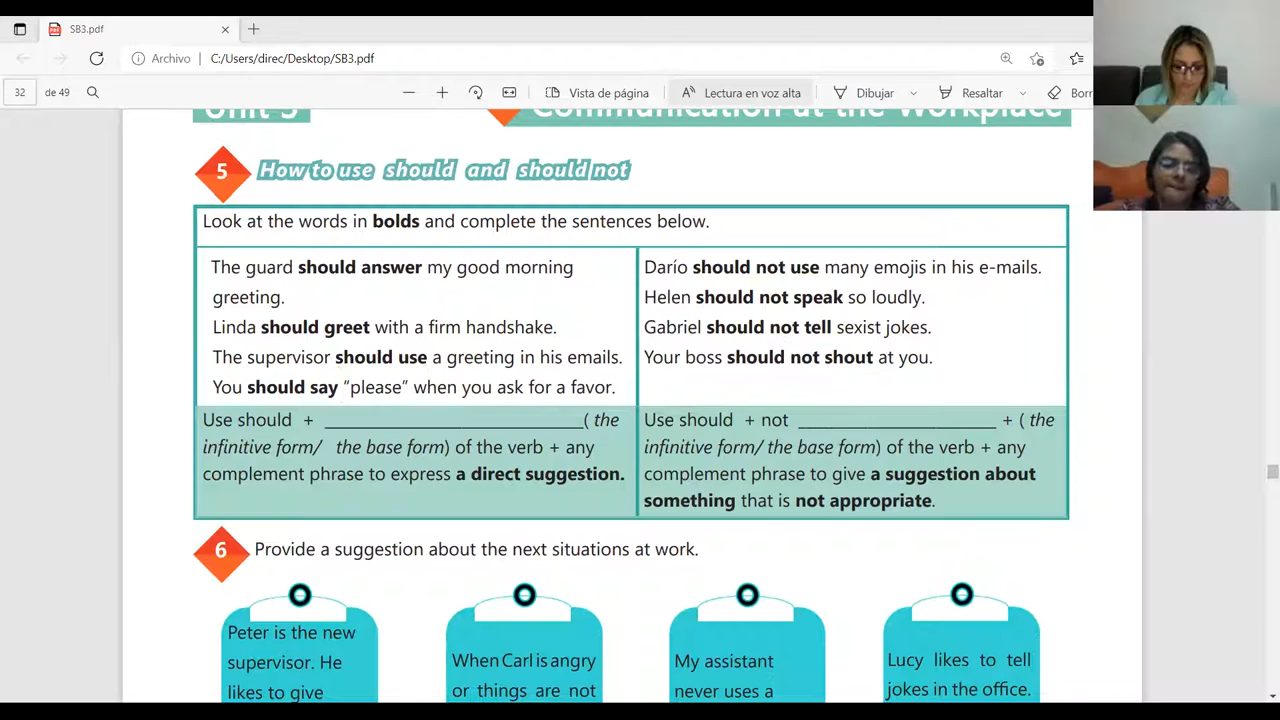 SB3.pdf
Archivo C:/Users/direc/Desktop/SB3.pdf
32 de 49 Vista de página Lectura en voz alta Dibujar Resaltar Borr
Unit 5 Communication at the Workplace
5 How to use should and should not
Look at the words in bolds and complete the sentences below.
The guard should answer my good morning
greeting.
Linda should greet with a firm handshake.
The supervisor should use a greeting in his emails.
You should say “please” when you ask for a favor.
Darío should not use many emojis in his e-mails.
Helen should not speak so loudly.
Gabriel should not tell sexist jokes.
Your boss should not shout at you.
Use should + ____________________________( the
infinitive form/ the base form) of the verb + any
complement phrase to express a direct suggestion.
Use should + not _____________________ + ( the
infinitive form/ the base form) of the verb + any
complement phrase to give a suggestion about
something that is not appropriate.
6 Provide a suggestion about the next situations at work.
Peter is the new
supervisor. He
likes to give
When Carl is angry
or things are not
My assistant
never uses a
Lucy likes to tell
jokes in the office.